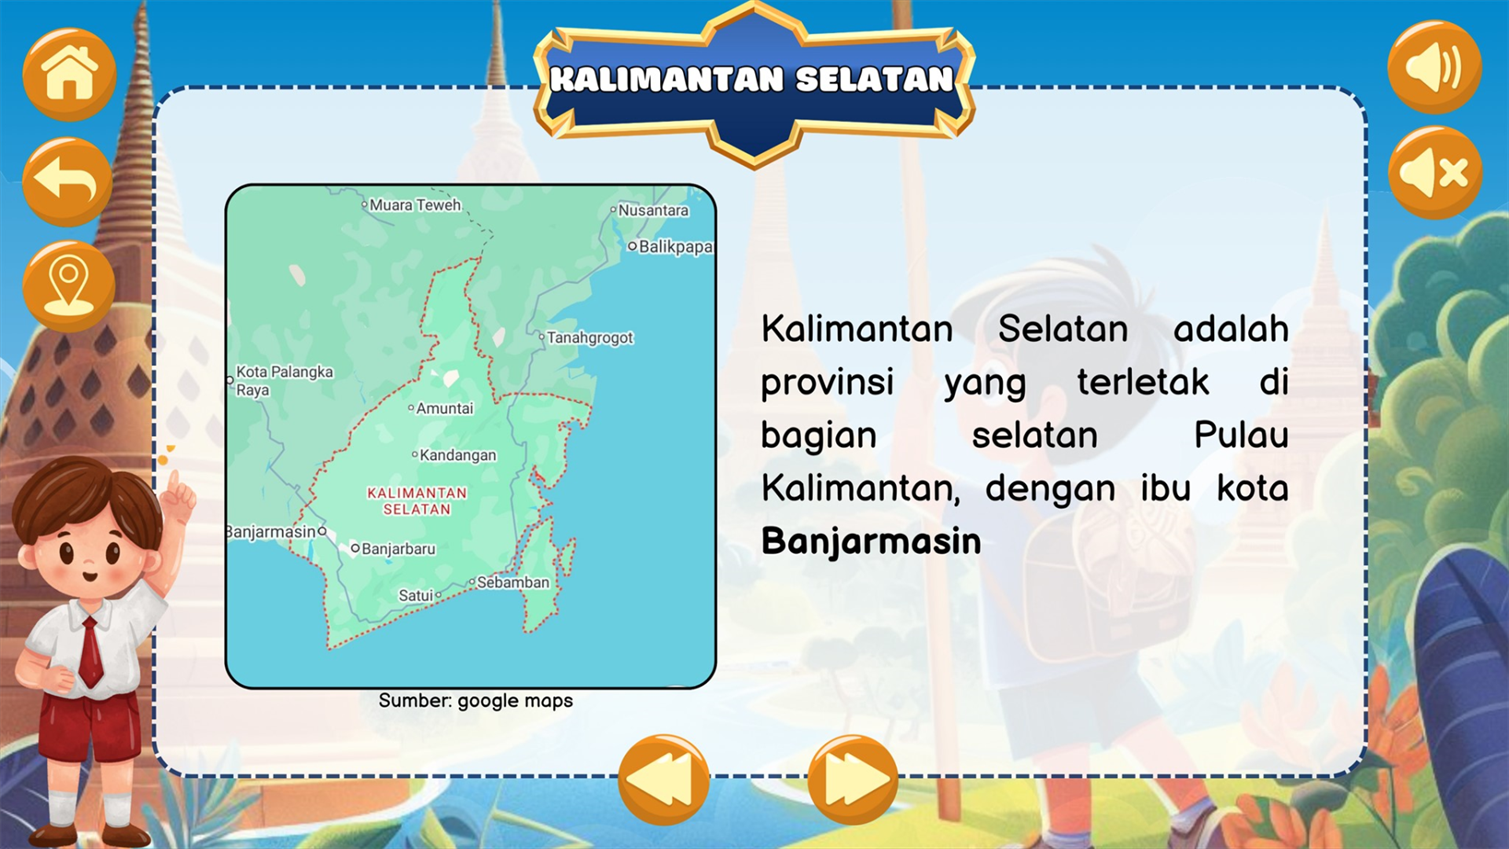 KALIMANTAN SELATAN
Muara Teweh
Nusantara
Balikpapa
Tanahgrogot
Kota Palangka
Raya
Amuntai
Kandangan
KALIMANTAN
SELATAN
Banjarmasin
Banjarbaru
Sebamban
Satui
Sumber: google maps
Kalimantan Selatan adalah
provinsi yang terletak di
bagian selatan Pulau
Kalimantan, dengan ibu kota
Banjarmasin